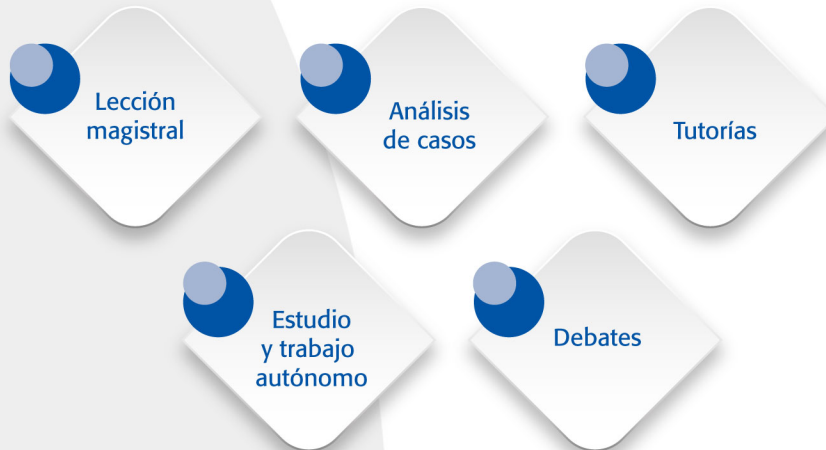 Lección
magistral
Análisis
de casos
Tutorías
Estudio
y trabajo
autónomo
Debates